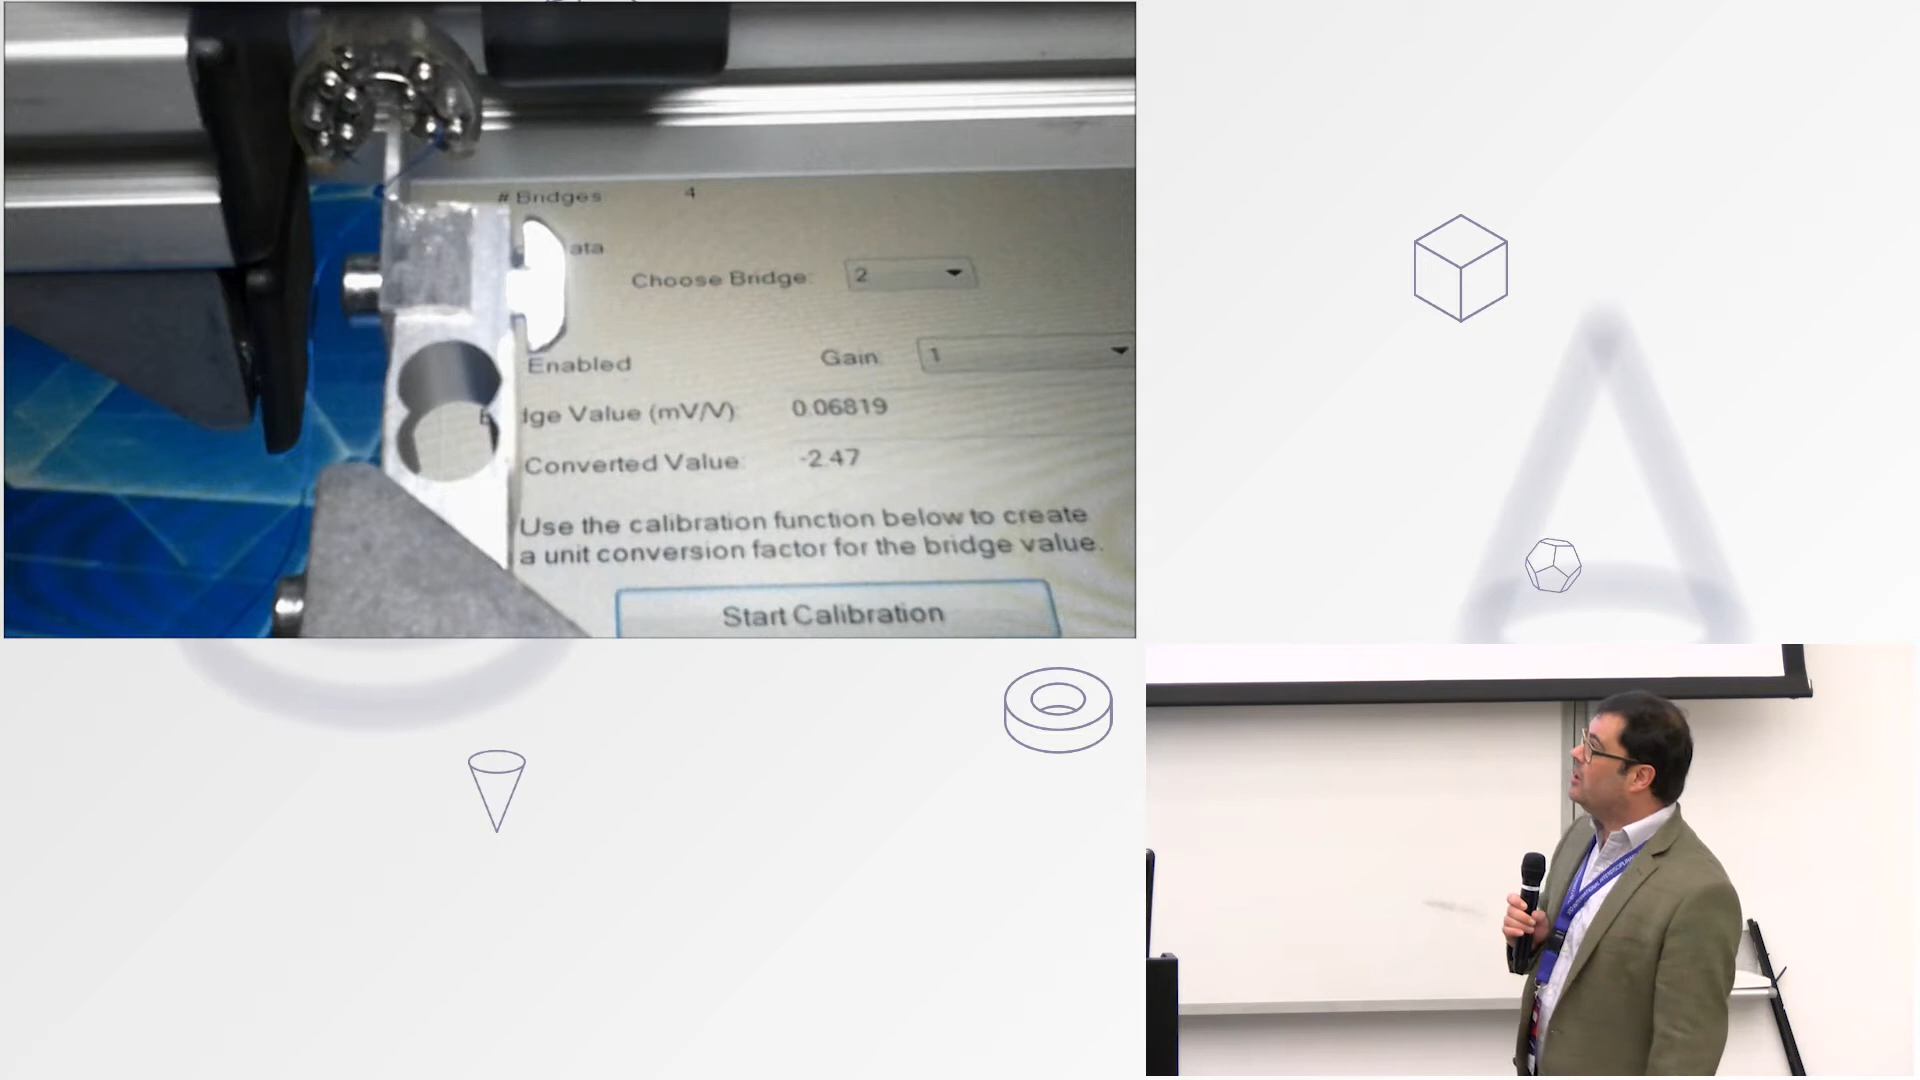 # Bridges 4
ata
Choose Bridge: 2
Enabled Gain: 1
dge Value (mV/V): 0.06819
Converted Value: -2.47
Use the calibration function below to create
a unit conversion factor for the bridge value.
Start Calibration